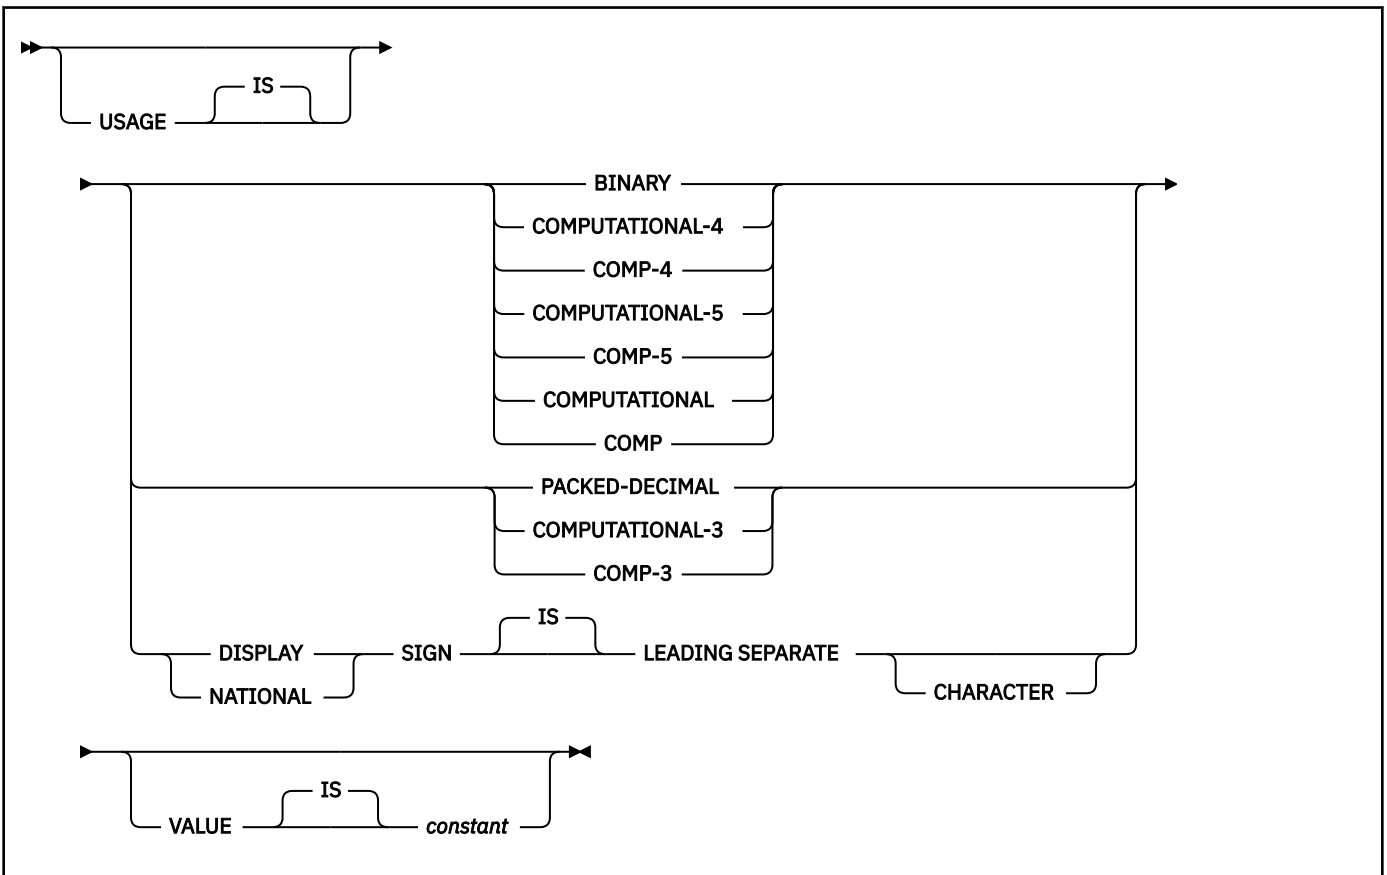 IS
USAGE
BINARY
COMPUTATIONAL-4
COMP-4
COMPUTATIONAL-5
COMP-5
COMPUTATIONAL
COMP
PACKED-DECIMAL
COMPUTATIONAL-3
COMP-3
IS
DISPLAY SIGN LEADING SEPARATE
NATIONAL CHARACTER
IS
VALUE constant